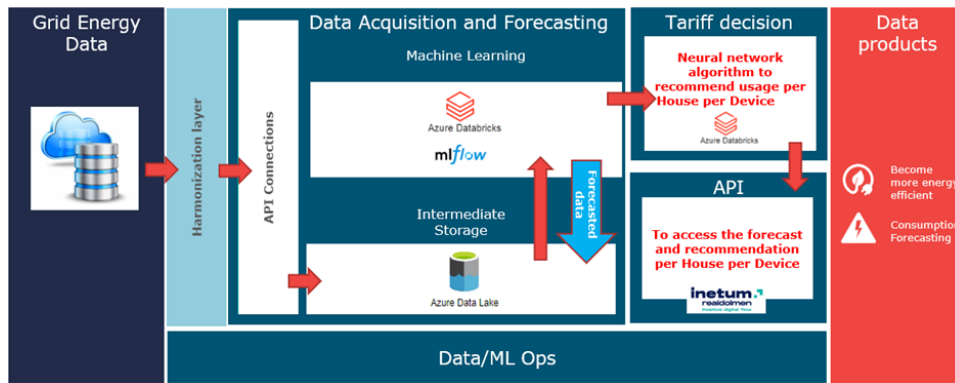 Grid Energy
Data
Harmonization layer
Data Acquisition and Forecasting
API Connections
Machine Learning
Azure Databricks
mlflow
Forecasted
data
Intermediate
Storage
Azure Data Lake
Tariff decision
Neural network
algorithm to
recommend usage per
House per Device
Azure Databricks
API
To access the forecast
and recommendation
per House per Device
inetum.
realdolmen
Positive digital flow
Data
products
Become
more energy
efficient
Consumption
Forecasting
Data/ML Ops